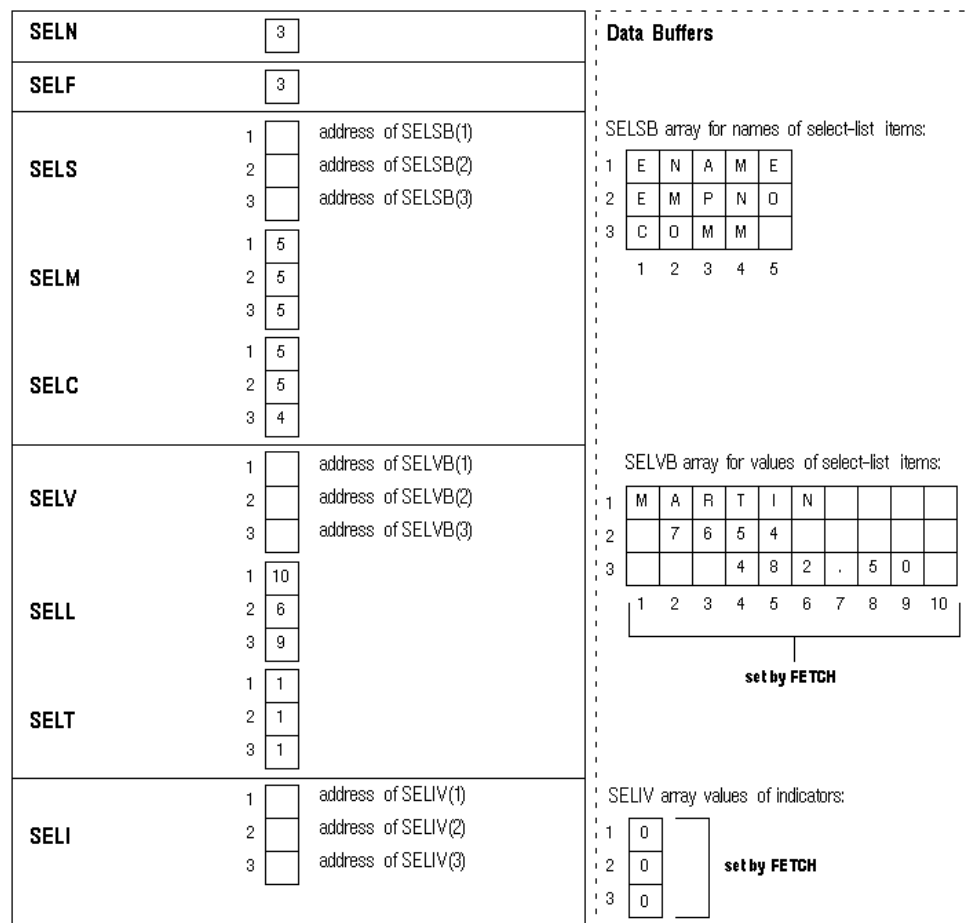 SELN 3
SELF 3
SELS
1 address of SELSB(1)
2 address of SELSB(2)
3 address of SELSB(3)
SELM
1 5
2 5
3 5
SELC
1 5
2 5
3 4
SELV
1 address of SELVB(1)
2 address of SELVB(2)
3 address of SELVB(3)
SELL
1 10
2 6
3 9
SELT
1 1
2 1
3 1
SELI
1 address of SELIV(1)
2 address of SELIV(2)
3 address of SELIV(3)
Data Buffers
SELSB array for names of select-list items:
1 E N A M E
2 E M P N O
3 C O M M
1 2 3 4 5
SELVB array for values of select-list items:
1 M A R T I N
2 7 6 5 4
3 4 8 2 . 5 0
1 2 3 4 5 6 7 8 9 10
set by FETCH
SELIV array values of indicators:
1 0
2 0
3 0
set by FETCH